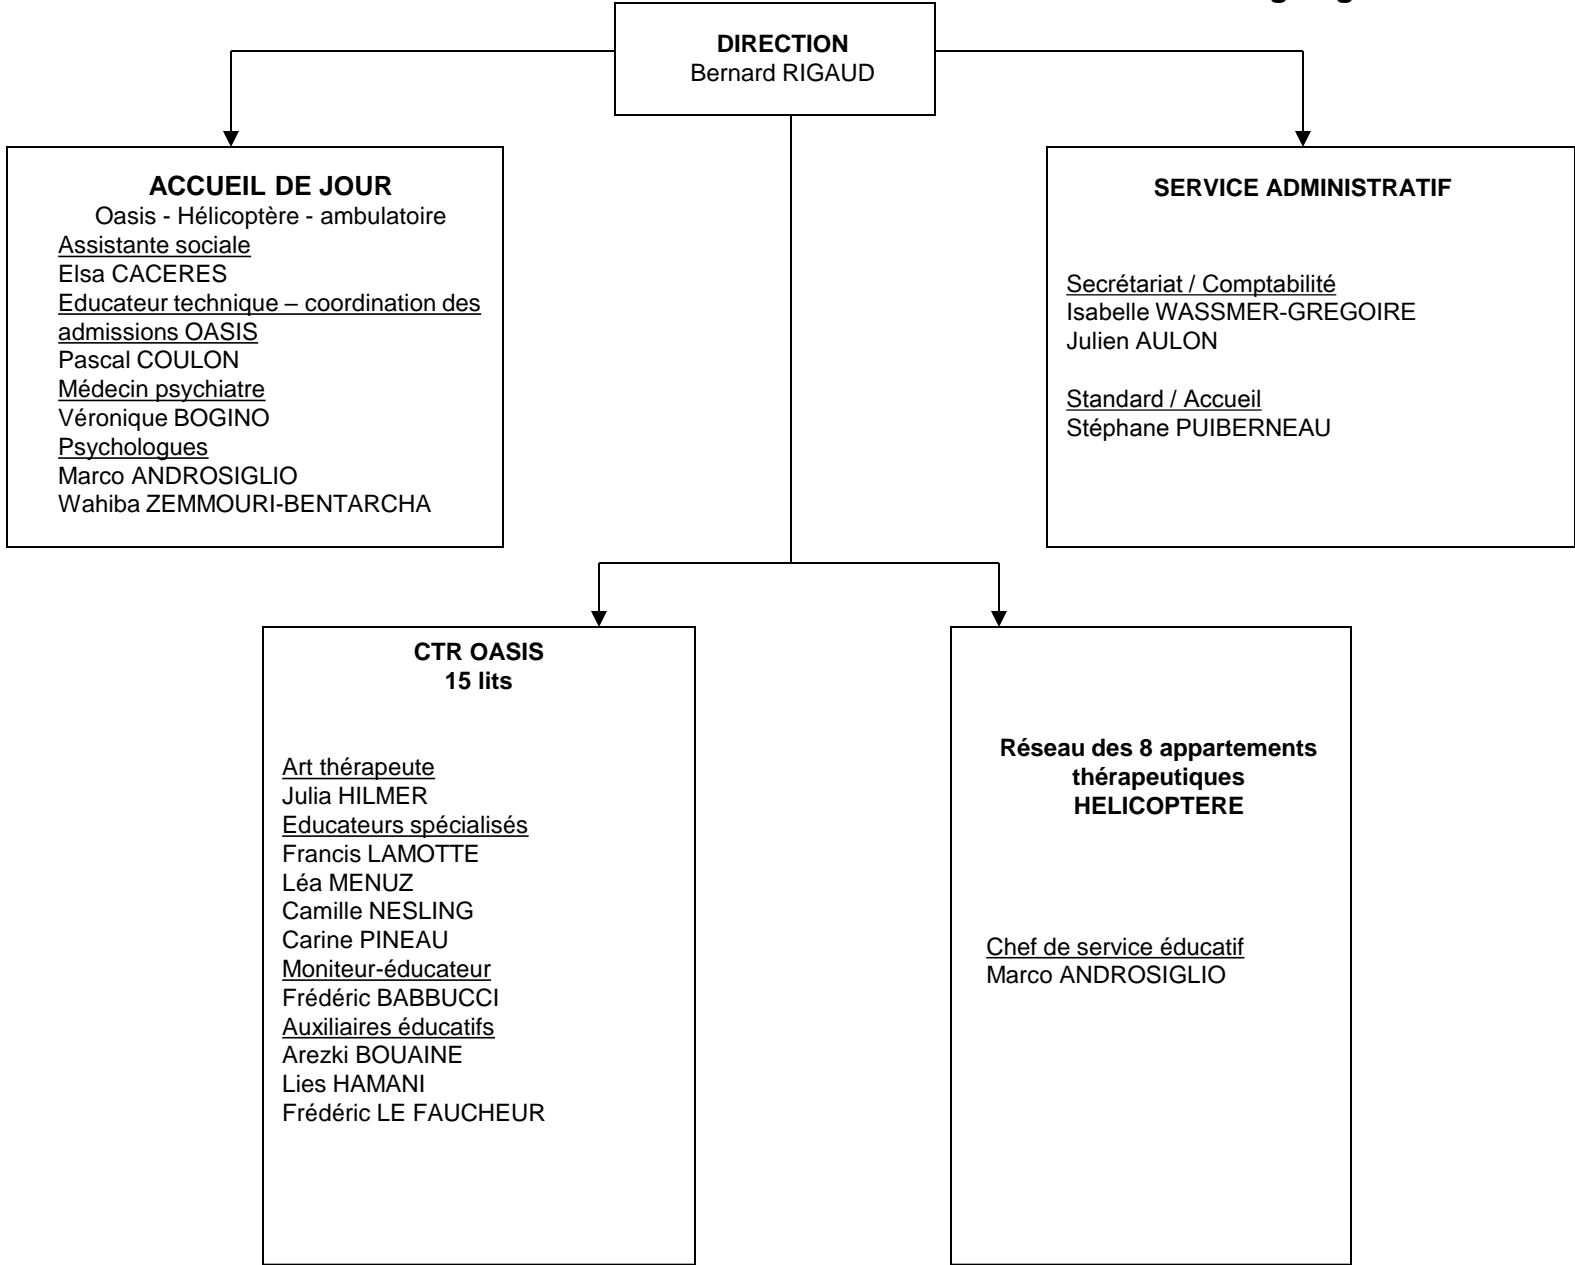 DIRECTION
Bernard RIGAUD
ACCUEIL DE JOUR
Oasis - Hélicoptère - ambulatoire
Assistante sociale
Elsa CACERES
Educateur technique – coordination des
admissions OASIS
Pascal COULON
Médecin psychiatre
Véronique BOGINO
Psychologues
Marco ANDROSIGLIO
Wahiba ZEMMOURI-BENTARCHA
SERVICE ADMINISTRATIF
Secrétariat / Comptabilité
Isabelle WASSMER-GREGOIRE
Julien AULON
Standard / Accueil
Stéphane PUIBERNEAU
CTR OASIS
15 lits
Art thérapeute
Julia HILMER
Educateurs spécialisés
Francis LAMOTTE
Léa MENUZ
Camille NESLING
Carine PINEAU
Moniteur-éducateur
Frédéric BABBUCCI
Auxiliaires éducatifs
Arezki BOUAINE
Lies HAMANI
Frédéric LE FAUCHEUR
Réseau des 8 appartements
thérapeutiques
HELICOPTERE
Chef de service éducatif
Marco ANDROSIGLIO